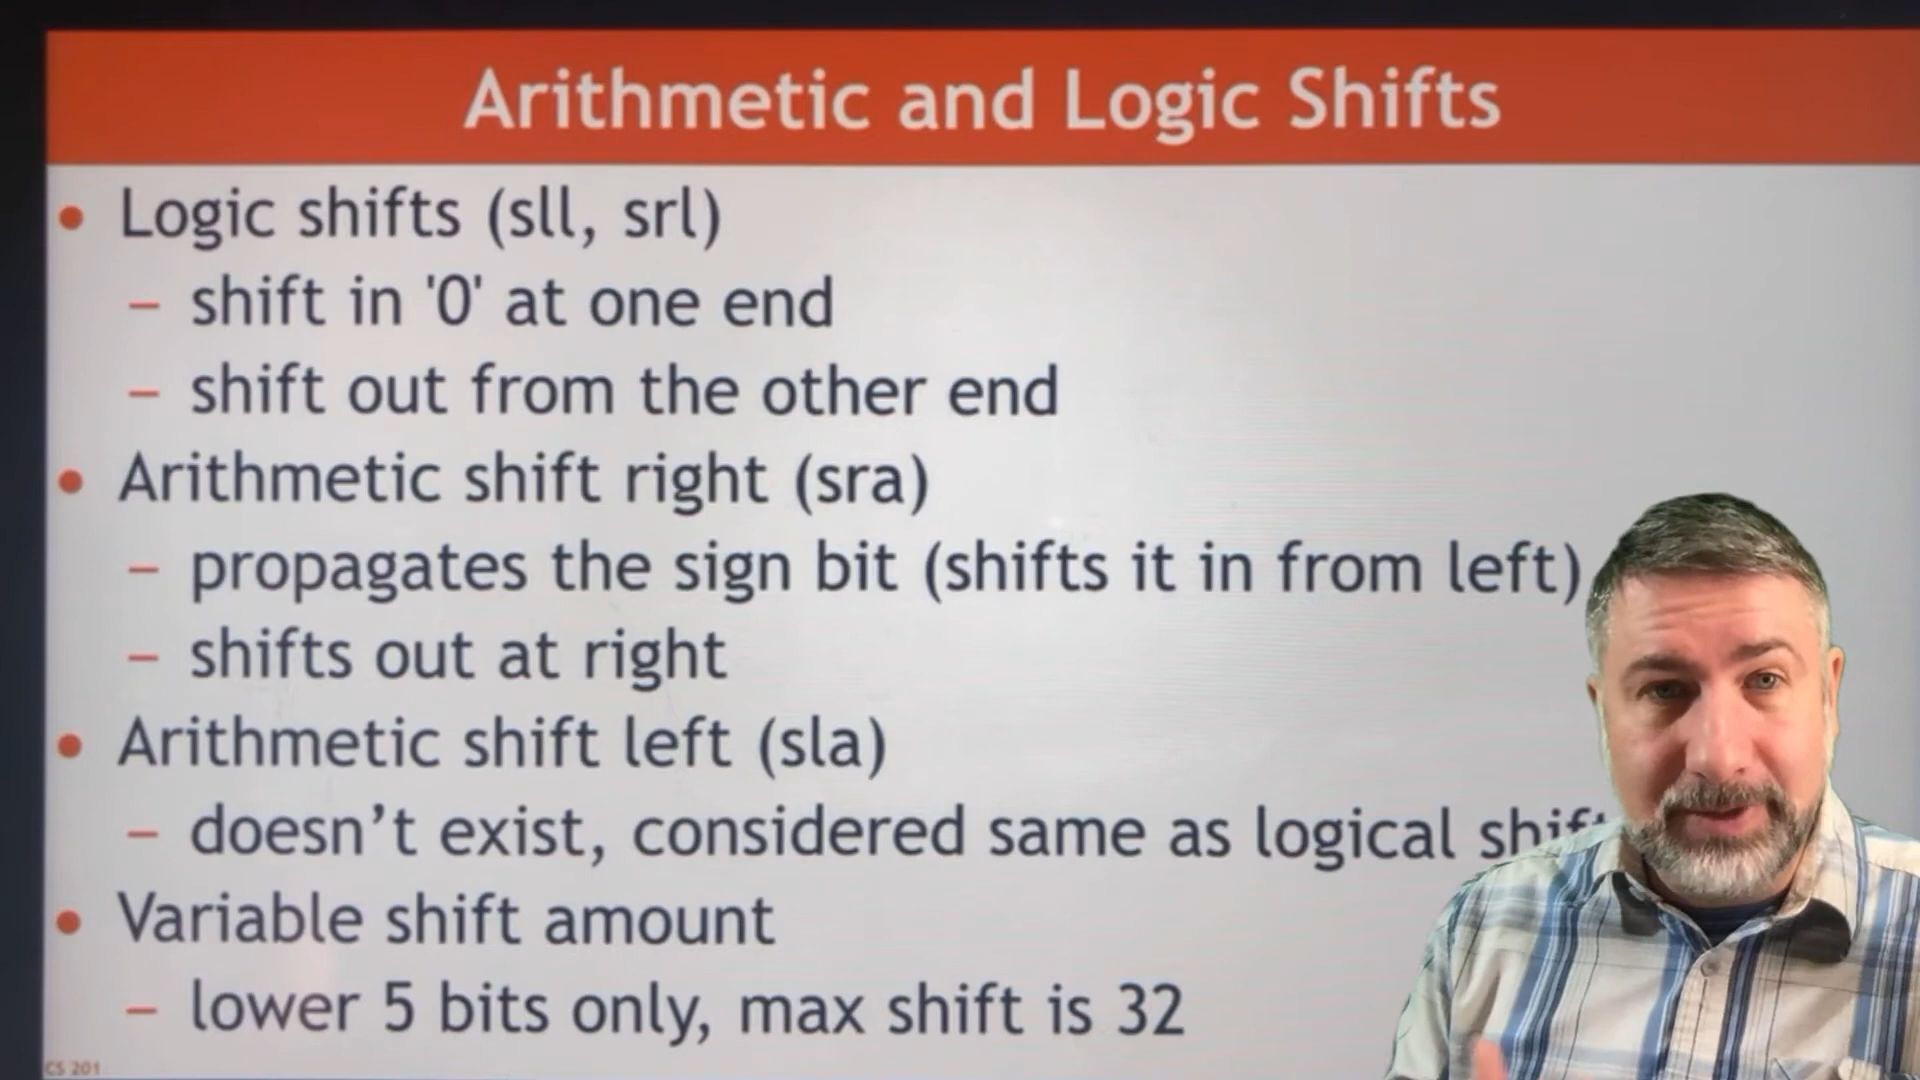 Arithmetic and Logic Shifts
• Logic shifts (sll, srl)
– shift in '0' at one end
– shift out from the other end
• Arithmetic shift right (sra)
– propagates the sign bit (shifts it in from left)
– shifts out at right
• Arithmetic shift left (sla)
– doesn’t exist, considered same as logical
• Variable shift amount
– lower 5 bits only, max shift is 32
CS 201